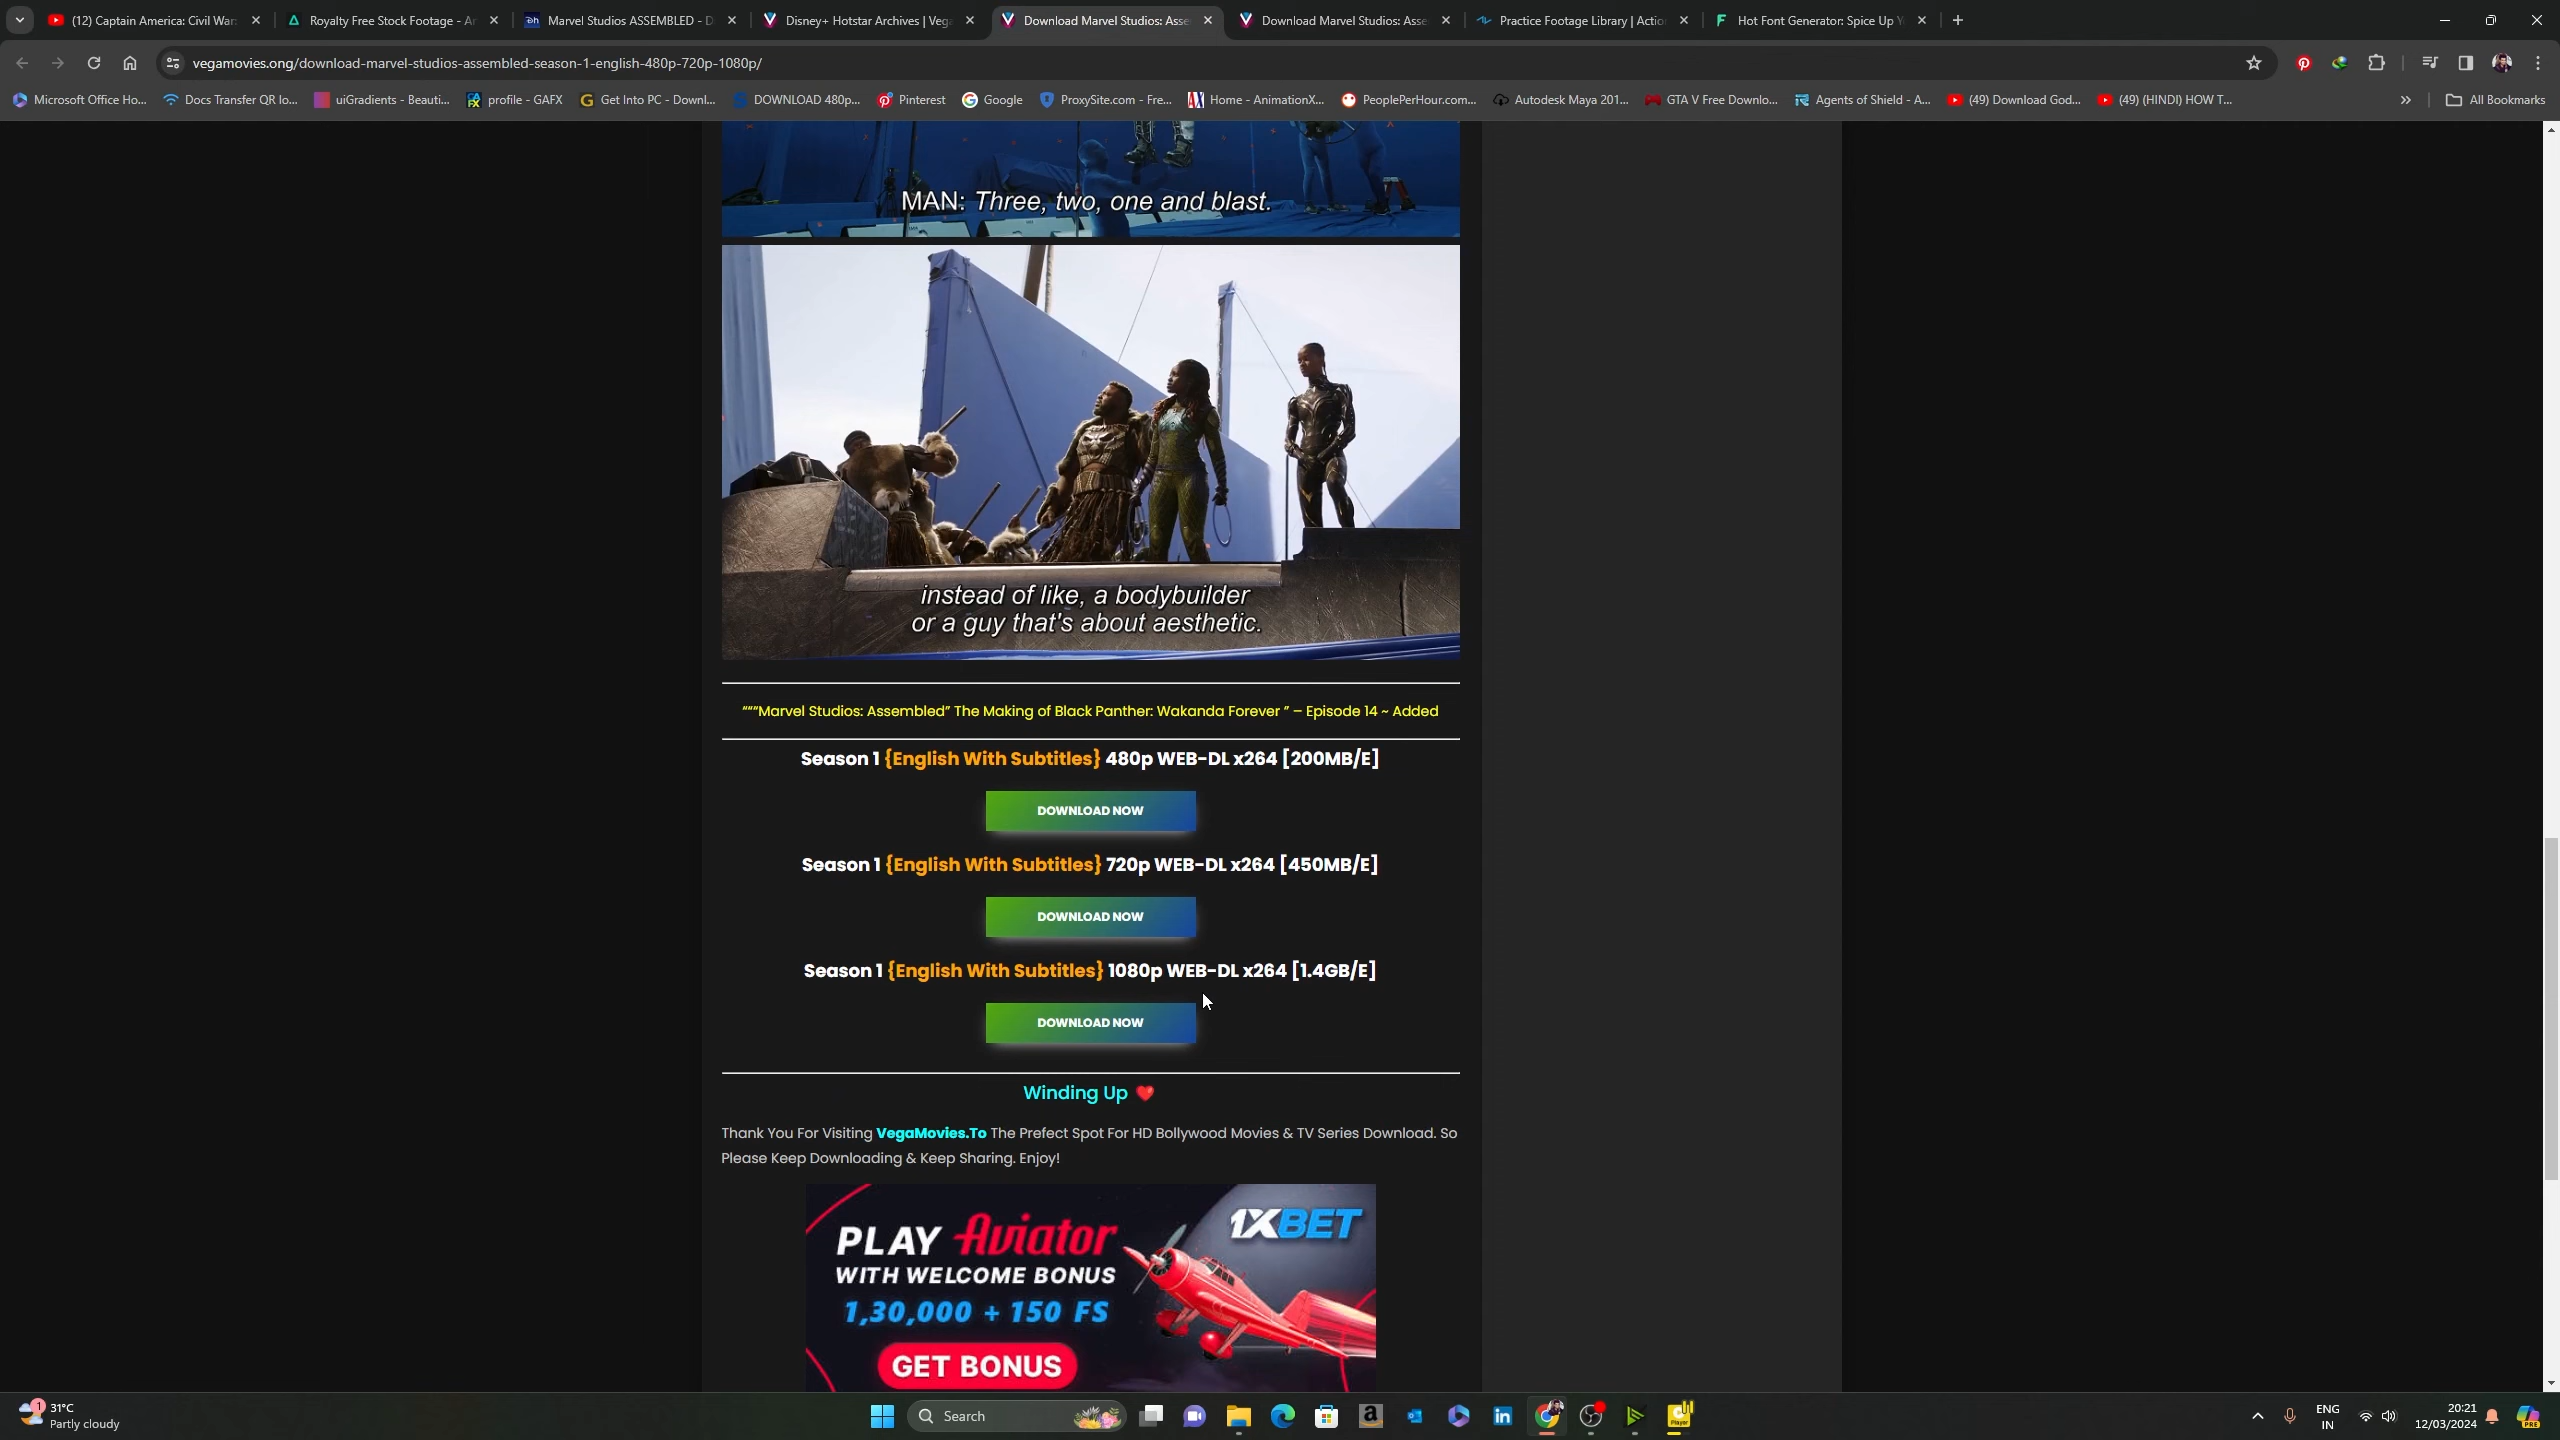 (12) Captain America: Civil War:
Royalty Free Stock Footage - Ar
Marvel Studios ASSEMBLED - D
Disney+ Hotstar Archives | Vega
Download Marvel Studios: Asse
Download Marvel Studios: Asse
Practice Footage Library | Actio
Hot Font Generator: Spice Up Y
vegamovies.ong/download-marvel-studios-assembled-season-1-english-480p-720p-1080p/
Microsoft Office Ho...
Docs Transfer QR lo...
uiGradients - Beauti...
profile - GAFX
Get Into PC - Downl...
DOWNLOAD 480p...
Pinterest
Google
ProxySite.com - Fre...
Home - AnimationX...
PeoplePerHour.com...
Autodesk Maya 201...
GTA V Free Downlo...
Agents of Shield - A...
(49) Download God...
(49) (HINDI) HOW T...
All Bookmarks
MAN: Three, two, one and blast.
instead of like, a bodybuilder
or a guy that's about aesthetic.
“““Marvel Studios: Assembled” The Making of Black Panther: Wakanda Forever ” – Episode 14 ~ Added
Season 1 {English With Subtitles} 480p WEB-DL x264 [200MB/E]
DOWNLOAD NOW
Season 1 {English With Subtitles} 720p WEB-DL x264 [450MB/E]
DOWNLOAD NOW
Season 1 {English With Subtitles} 1080p WEB-DL x264 [1.4GB/E]
DOWNLOAD NOW
Winding Up ❤️
Thank You For Visiting VegaMovies.To The Prefect Spot For HD Bollywood Movies & TV Series Download. So
Please Keep Downloading & Keep Sharing. Enjoy!
1XBET
PLAY Aviator
WITH WELCOME BONUS
1,30,000 + 150 FS
GET BONUS
1
31°C
Partly cloudy
Search
ENG
IN
20:21
12/03/2024